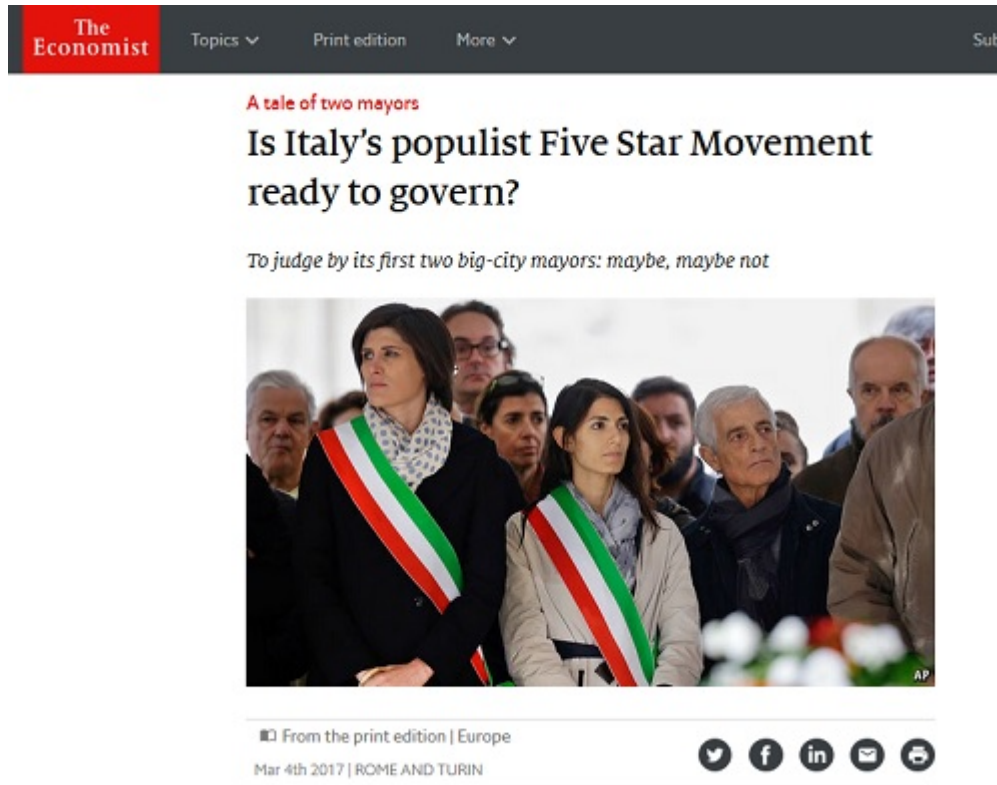 The
Economist
Topics
Print edition
More
Sub
A tale of two mayors
Is Italy's populist Five Star Movement
ready to govern?
To judge by its first two big-city mayors: maybe, maybe not
AP
From the print edition | Europe
Mar 4th 2017 | ROME AND TURIN